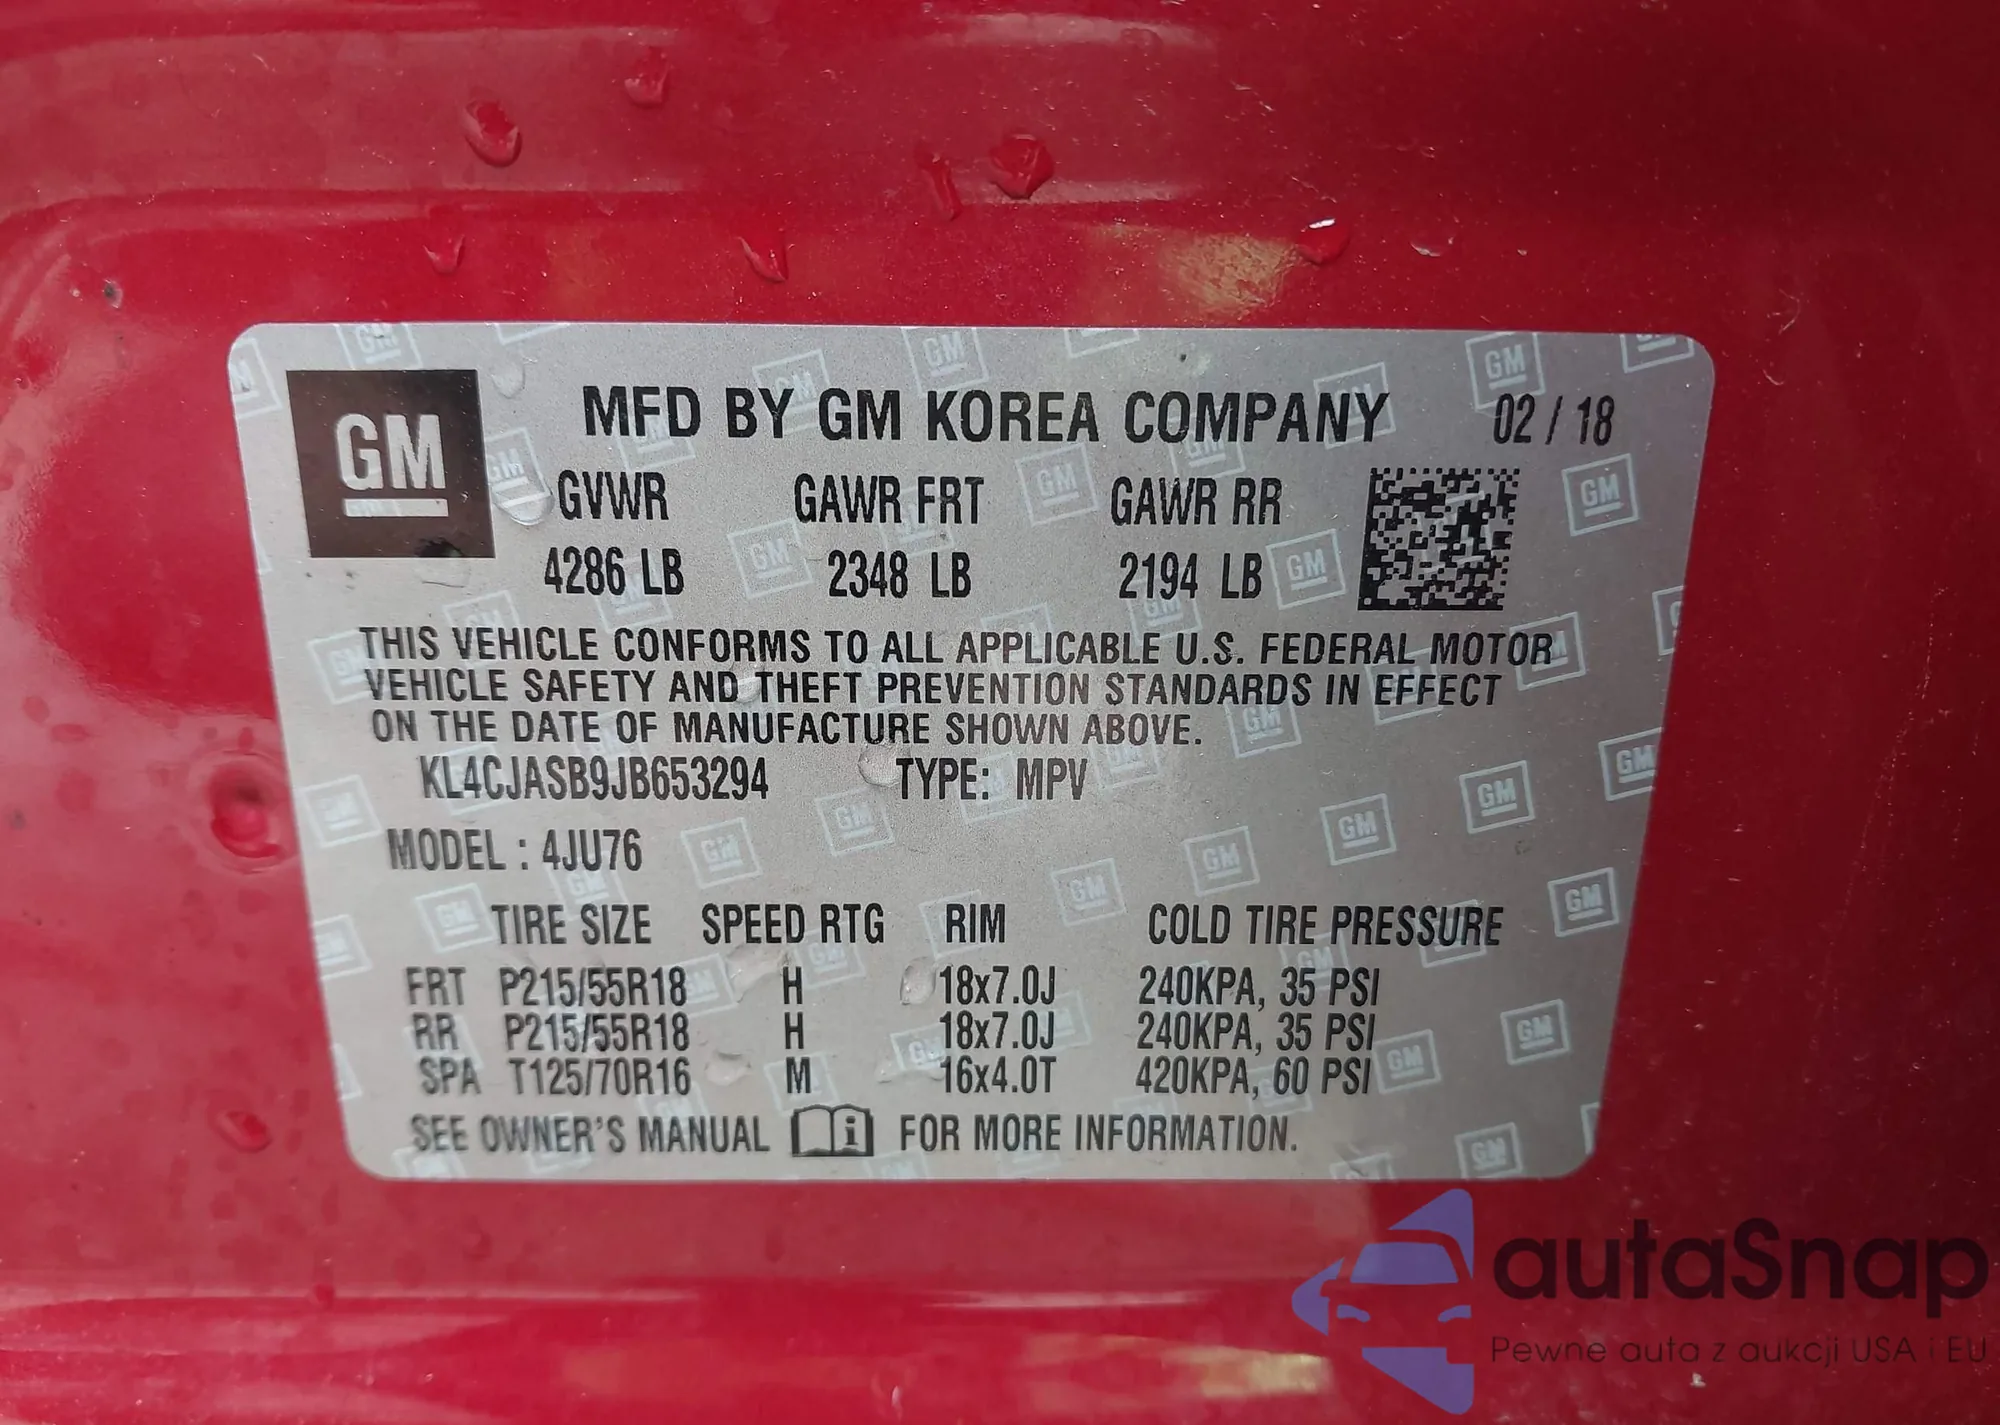 GM
MFD BY GM KOREA COMPANY 02 / 18
GVWR GAWR FRT GAWR RR
4286 LB 2348 LB 2194 LB
THIS VEHICLE CONFORMS TO ALL APPLICABLE U.S. FEDERAL MOTOR
VEHICLE SAFETY AND THEFT PREVENTION STANDARDS IN EFFECT
ON THE DATE OF MANUFACTURE SHOWN ABOVE.
KL4CJASB9JB653294 TYPE: MPV
MODEL : 4JU76
TIRE SIZE SPEED RTG RIM COLD TIRE PRESSURE
FRT P215/55R18 H 18x7.0J 240KPA, 35 PSI
RR P215/55R18 H 18x7.0J 240KPA, 35 PSI
SPA T125/70R16 M 16x4.0T 420KPA, 60 PSI
SEE OWNER'S MANUAL i FOR MORE INFORMATION.
autaSnap
Pewne auta z aukcji USA i EU